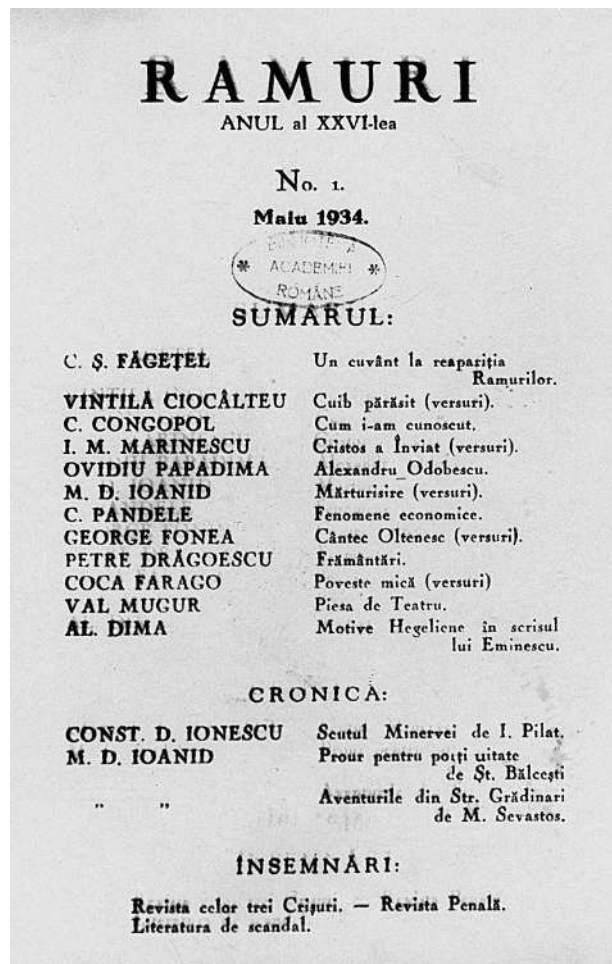 RAMURI
ANUL al XXVI-lea
No. 1.
Maiu 1934.
BIBLIOTECA
ACADEMIEI
ROMÂNE
SUMARUL:
C. Ş. FĂGEŢEL Un cuvânt la reapariţia
Ramurilor.
VINTILĂ CIOCÂLTEU Cuib părăsit (versuri).
C. CONGOPOL Cum i-am cunoscut.
I. M. MARINESCU Cristos a Înviat (versuri).
OVIDIU PAPADIMA Alexandru Odobescu.
M. D. IOANID Mărturisire (versuri).
C. PANDELE Fenomene economice.
GEORGE FONEA Cântec Oltenesc (versuri).
PETRE DRĂGOESCU Frământări.
COCA FARAGO Poveste mică (versuri)
VAL MUGUR Piesa de Teatru.
AL. DIMA Motive Hegeliene în scrisul
lui Eminescu.
CRONICA:
CONST. D. IONESCU Scutul Minervei de I. Pilat.
M. D. IOANID Prour pentru poiţi uitate
de Şt. Bălceşti
" " Aventurile din Str. Grădinari
de M. Sevastos.
ÎNSEMNĂRI:
Revista celor trei Crişuri. — Revista Penală.
Literatura de scandal.